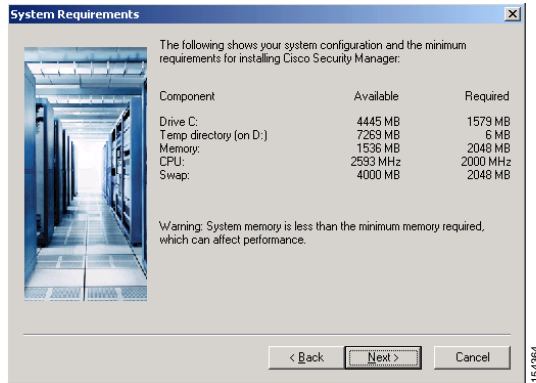 System Requirements
The following shows your system configuration and the minimum
requirements for installing Cisco Security Manager:
Component Available Required
Drive C: 4445 MB 1579 MB
Temp directory (on D:) 7269 MB 6 MB
Memory: 1536 MB 2048 MB
CPU: 2593 MHz 2000 MHz
Swap: 4000 MB 2048 MB
Warning: System memory is less than the minimum memory required,
which can affect performance.
< Back Next > Cancel
154264